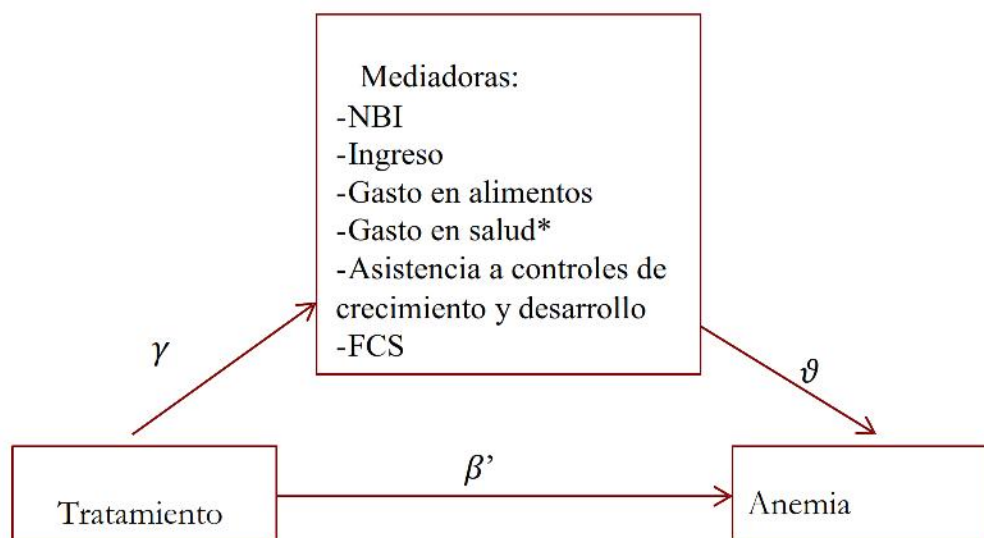 Mediadoras:
-NBI
-Ingreso
-Gasto en alimentos
-Gasto en salud*
-Asistencia a controles de
crecimiento y desarrollo
-FCS
γ
ϑ
β’
Tratamiento
Anemia